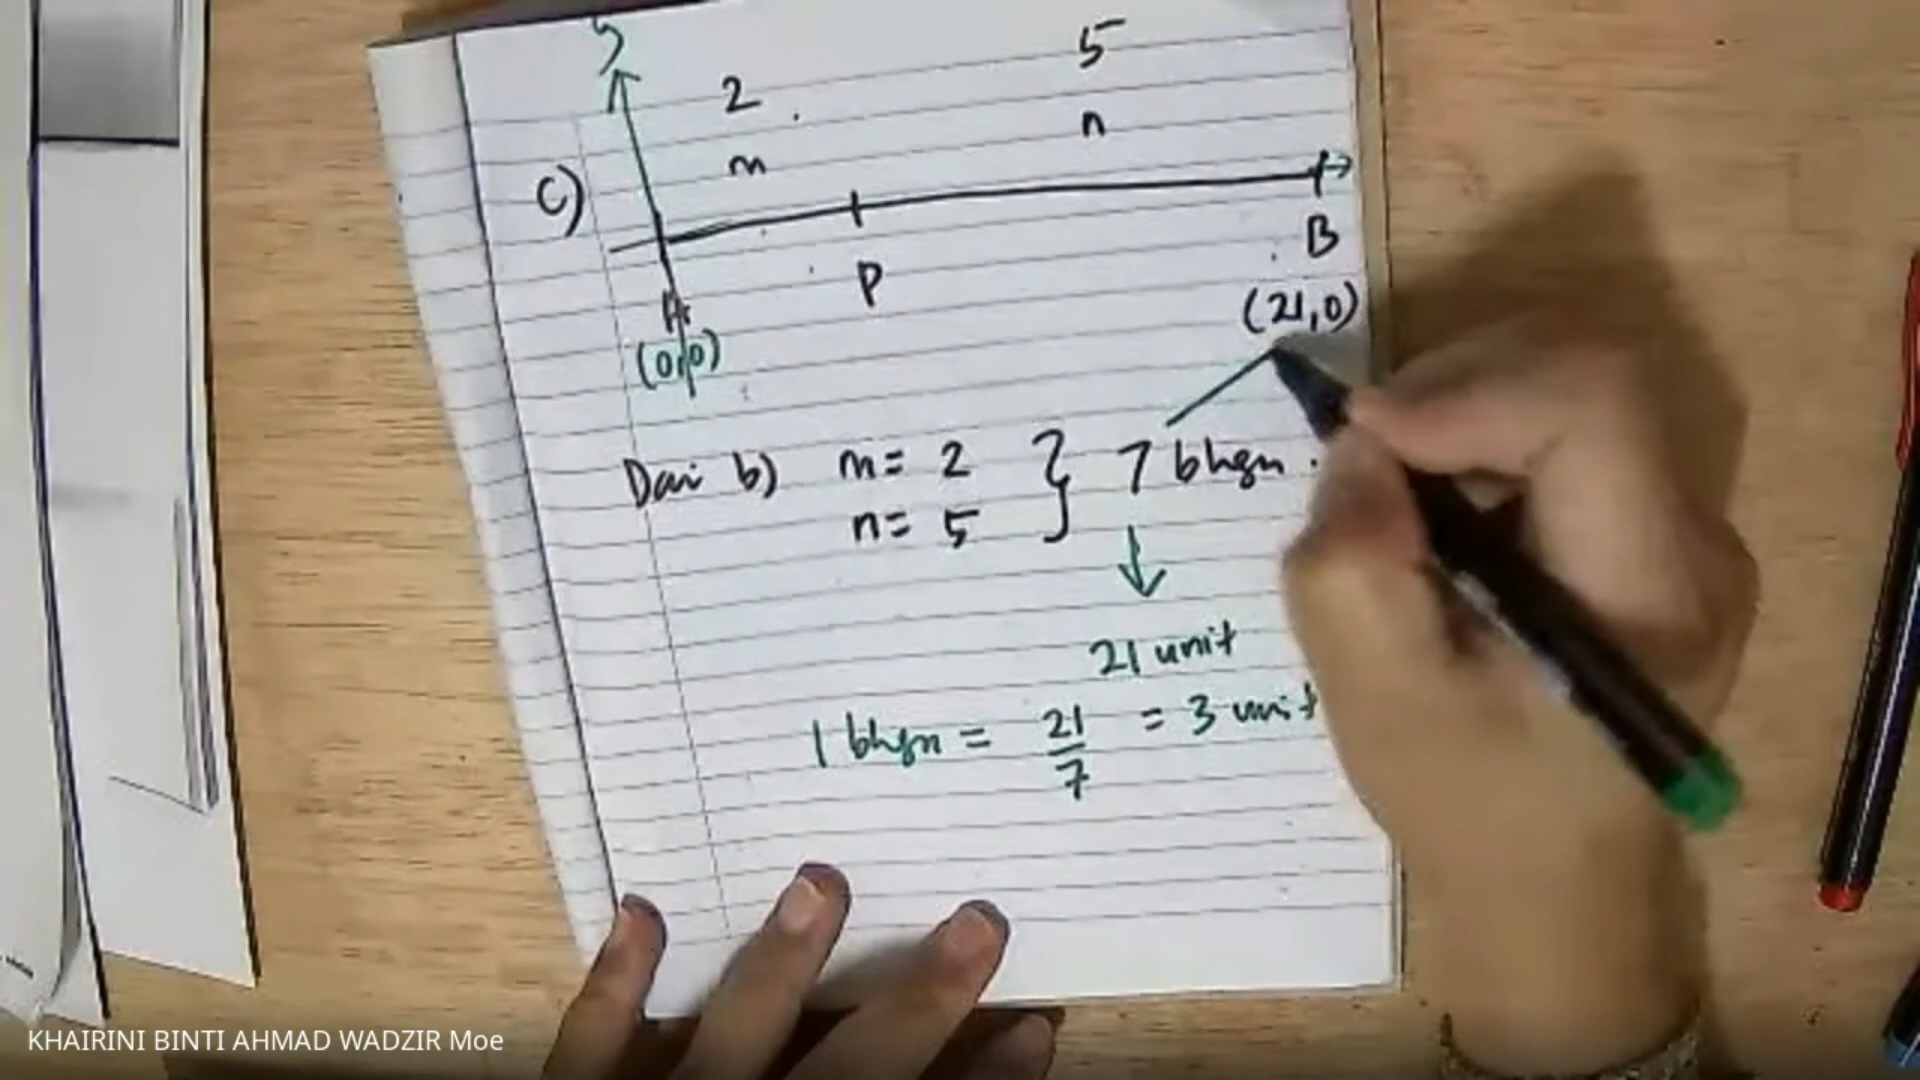 y
2 5
m n
c)
A B
P
(0,0) (21,0)
Dari b) m = 2 } 7 bhgn.
n = 5
21 unit
1 bhgn = 21/7 = 3 unit
KHAIRINI BINTI AHMAD WADZIR Moe